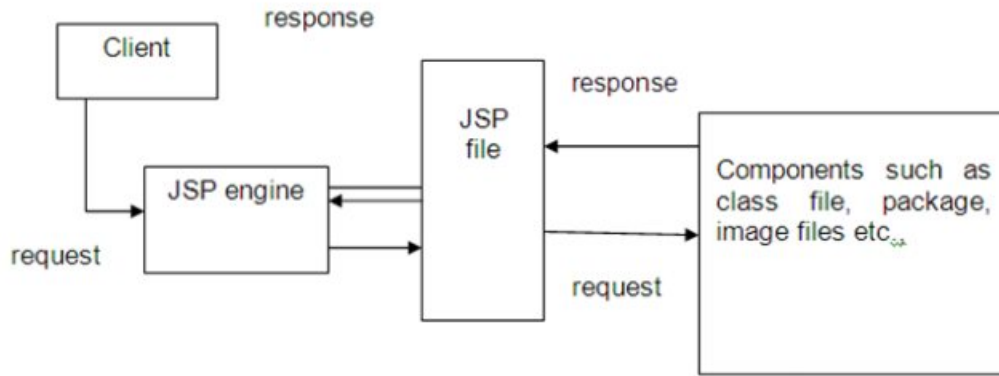 response
Client
JSP
file
response
JSP engine
Components such as
class file, package,
image files etc..
request
request